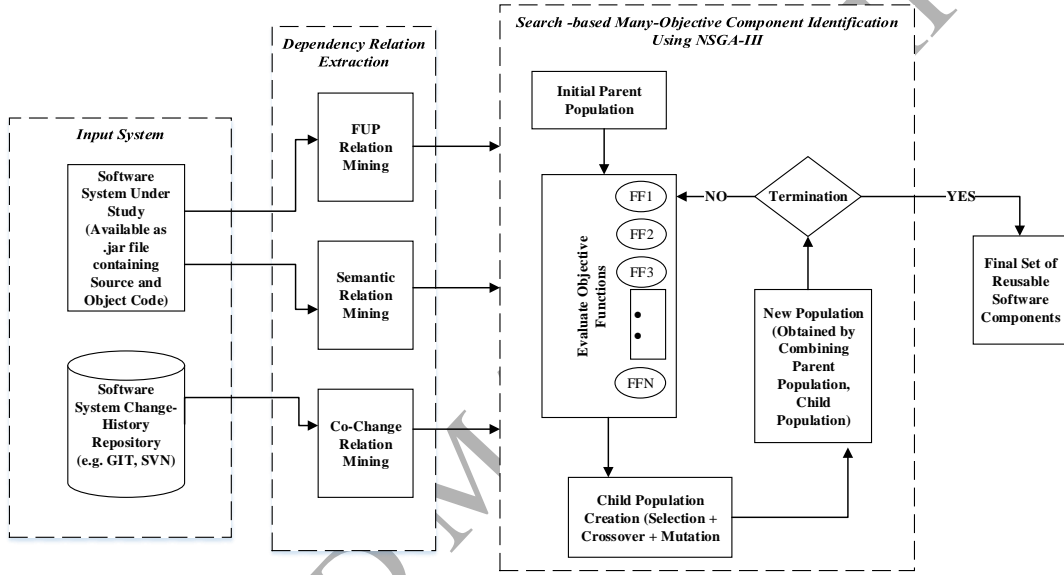 Input System
Software
System Under
Study
(Available as
.jar file
containing
Source and
Object Code)
Software
System Change-
History
Repository
(e.g. GIT, SVN)
Dependency Relation
Extraction
FUP
Relation
Mining
Semantic
Relation
Mining
Co-Change
Relation
Mining
Search -based Many-Objective Component Identification
Using NSGA-III
Initial Parent
Population
Evaluate Objective
Functions
FF1
FF2
FF3
FFN
Child Population
Creation (Selection +
Crossover + Mutation
New Population
(Obtained by
Combining
Parent
Population,
Child
Population)
Termination
NO
YES
Final Set of
Reusable
Software
Components